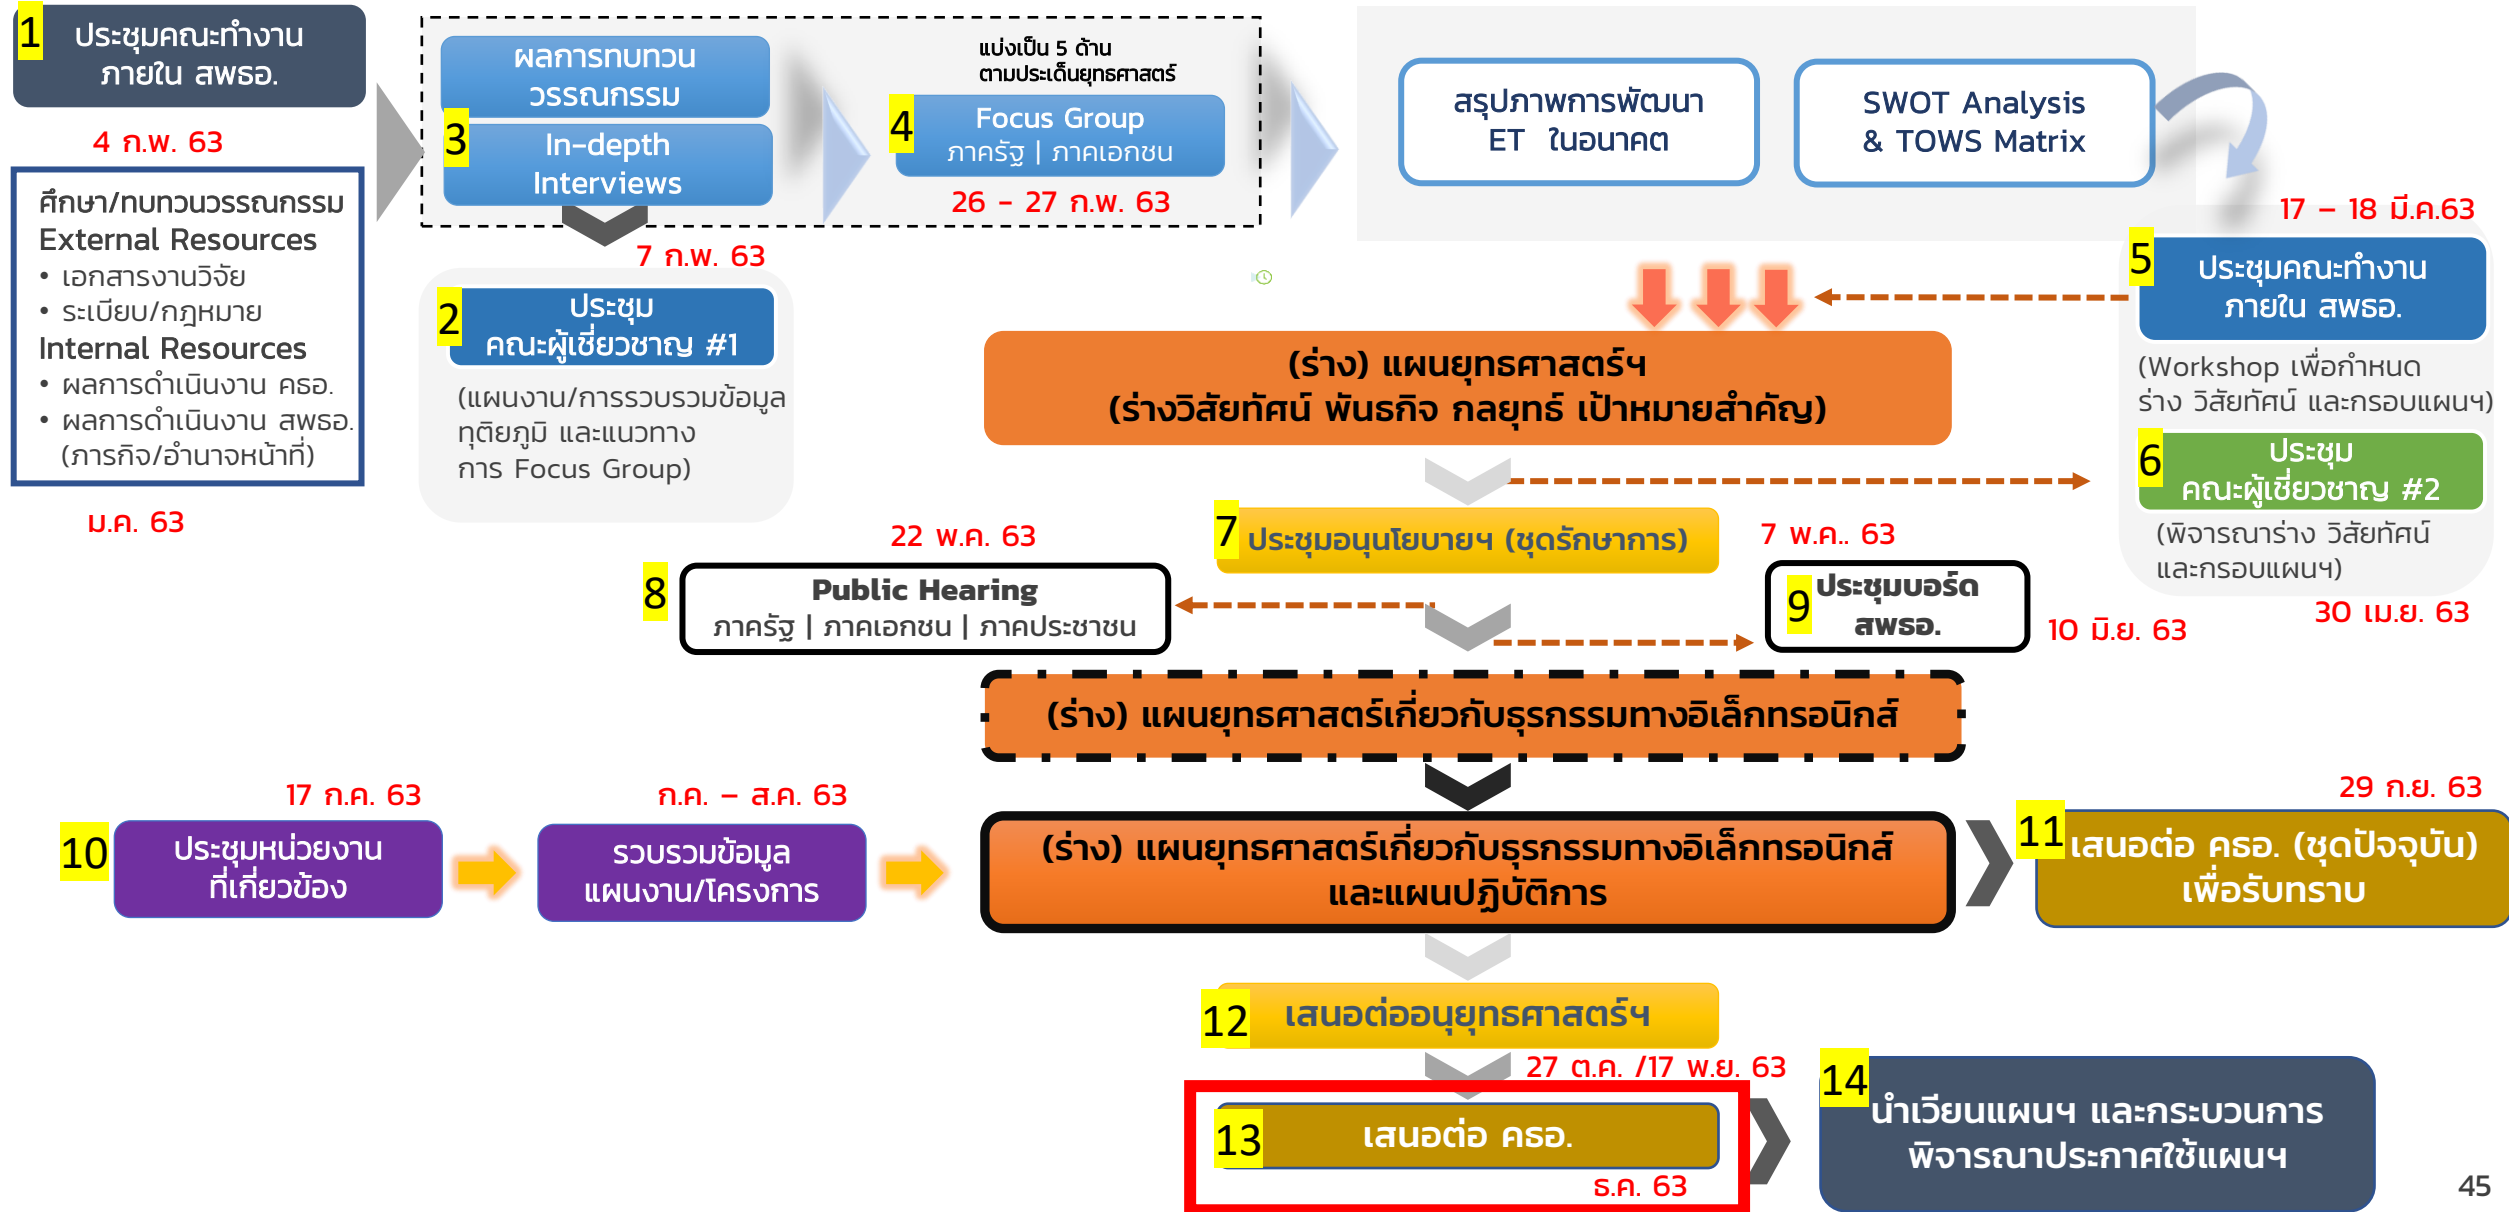 1
ประชุมคณะทำงาน
ภายใน สพธอ.
4 ก.พ. 63
ศึกษา/ทบทวนวรรณกรรม
External Resources
• เอกสารงานวิจัย
• ระเบียบ/กฎหมาย
Internal Resources
• ผลการดำเนินงาน คธอ.
• ผลการดำเนินงาน สพธอ.
(ภารกิจ/อำนาจหน้าที่)
ม.ค. 63
ผลการทบทวน
วรรณกรรม
3
In-depth
Interviews
แบ่งเป็น 5 ด้าน
ตามประเด็นยุทธศาสตร์
4
Focus Group
ภาครัฐ | ภาคเอกชน
26 - 27 ก.พ. 63
7 ก.พ. 63
2
ประชุม
คณะผู้เชี่ยวชาญ #1
(แผนงาน/การรวบรวมข้อมูล
ทุติยภูมิ และแนวทาง
การ Focus Group)
สรุปภาพการพัฒนา
ET ในอนาคต
SWOT Analysis
& TOWS Matrix
17 – 18 มี.ค.63
5
ประชุมคณะทำงาน
ภายใน สพธอ.
(Workshop เพื่อกำหนด
ร่าง วิสัยทัศน์ และกรอบแผนฯ)
6
ประชุม
คณะผู้เชี่ยวชาญ #2
(พิจารณาร่าง วิสัยทัศน์
และกรอบแผนฯ)
30 เม.ย. 63
(ร่าง) แผนยุทธศาสตร์ฯ
(ร่างวิสัยทัศน์ พันธกิจ กลยุทธ์ เป้าหมายสำคัญ)
7
ประชุมอนุนโยบายฯ (ชุดรักษาการ)
7 พ.ค.. 63
22 พ.ค. 63
8
Public Hearing
ภาครัฐ | ภาคเอกชน | ภาคประชาชน
9
ประชุมบอร์ด
สพธอ.
10 มิ.ย. 63
(ร่าง) แผนยุทธศาสตร์เกี่ยวกับธุรกรรมทางอิเล็กทรอนิกส์
17 ก.ค. 63
10
ประชุมหน่วยงาน
ที่เกี่ยวข้อง
ก.ค. – ส.ค. 63
รวบรวมข้อมูล
แผนงาน/โครงการ
(ร่าง) แผนยุทธศาสตร์เกี่ยวกับธุรกรรมทางอิเล็กทรอนิกส์
และแผนปฏิบัติการ
29 ก.ย. 63
11
เสนอต่อ คธอ. (ชุดปัจจุบัน)
เพื่อรับทราบ
12
เสนอต่ออนุยุทธศาสตร์ฯ
27 ต.ค. /17 พ.ย. 63
13
เสนอต่อ คธอ.
ธ.ค. 63
14
นำเวียนแผนฯ และกระบวนการ
พิจารณาประกาศใช้แผนฯ
45